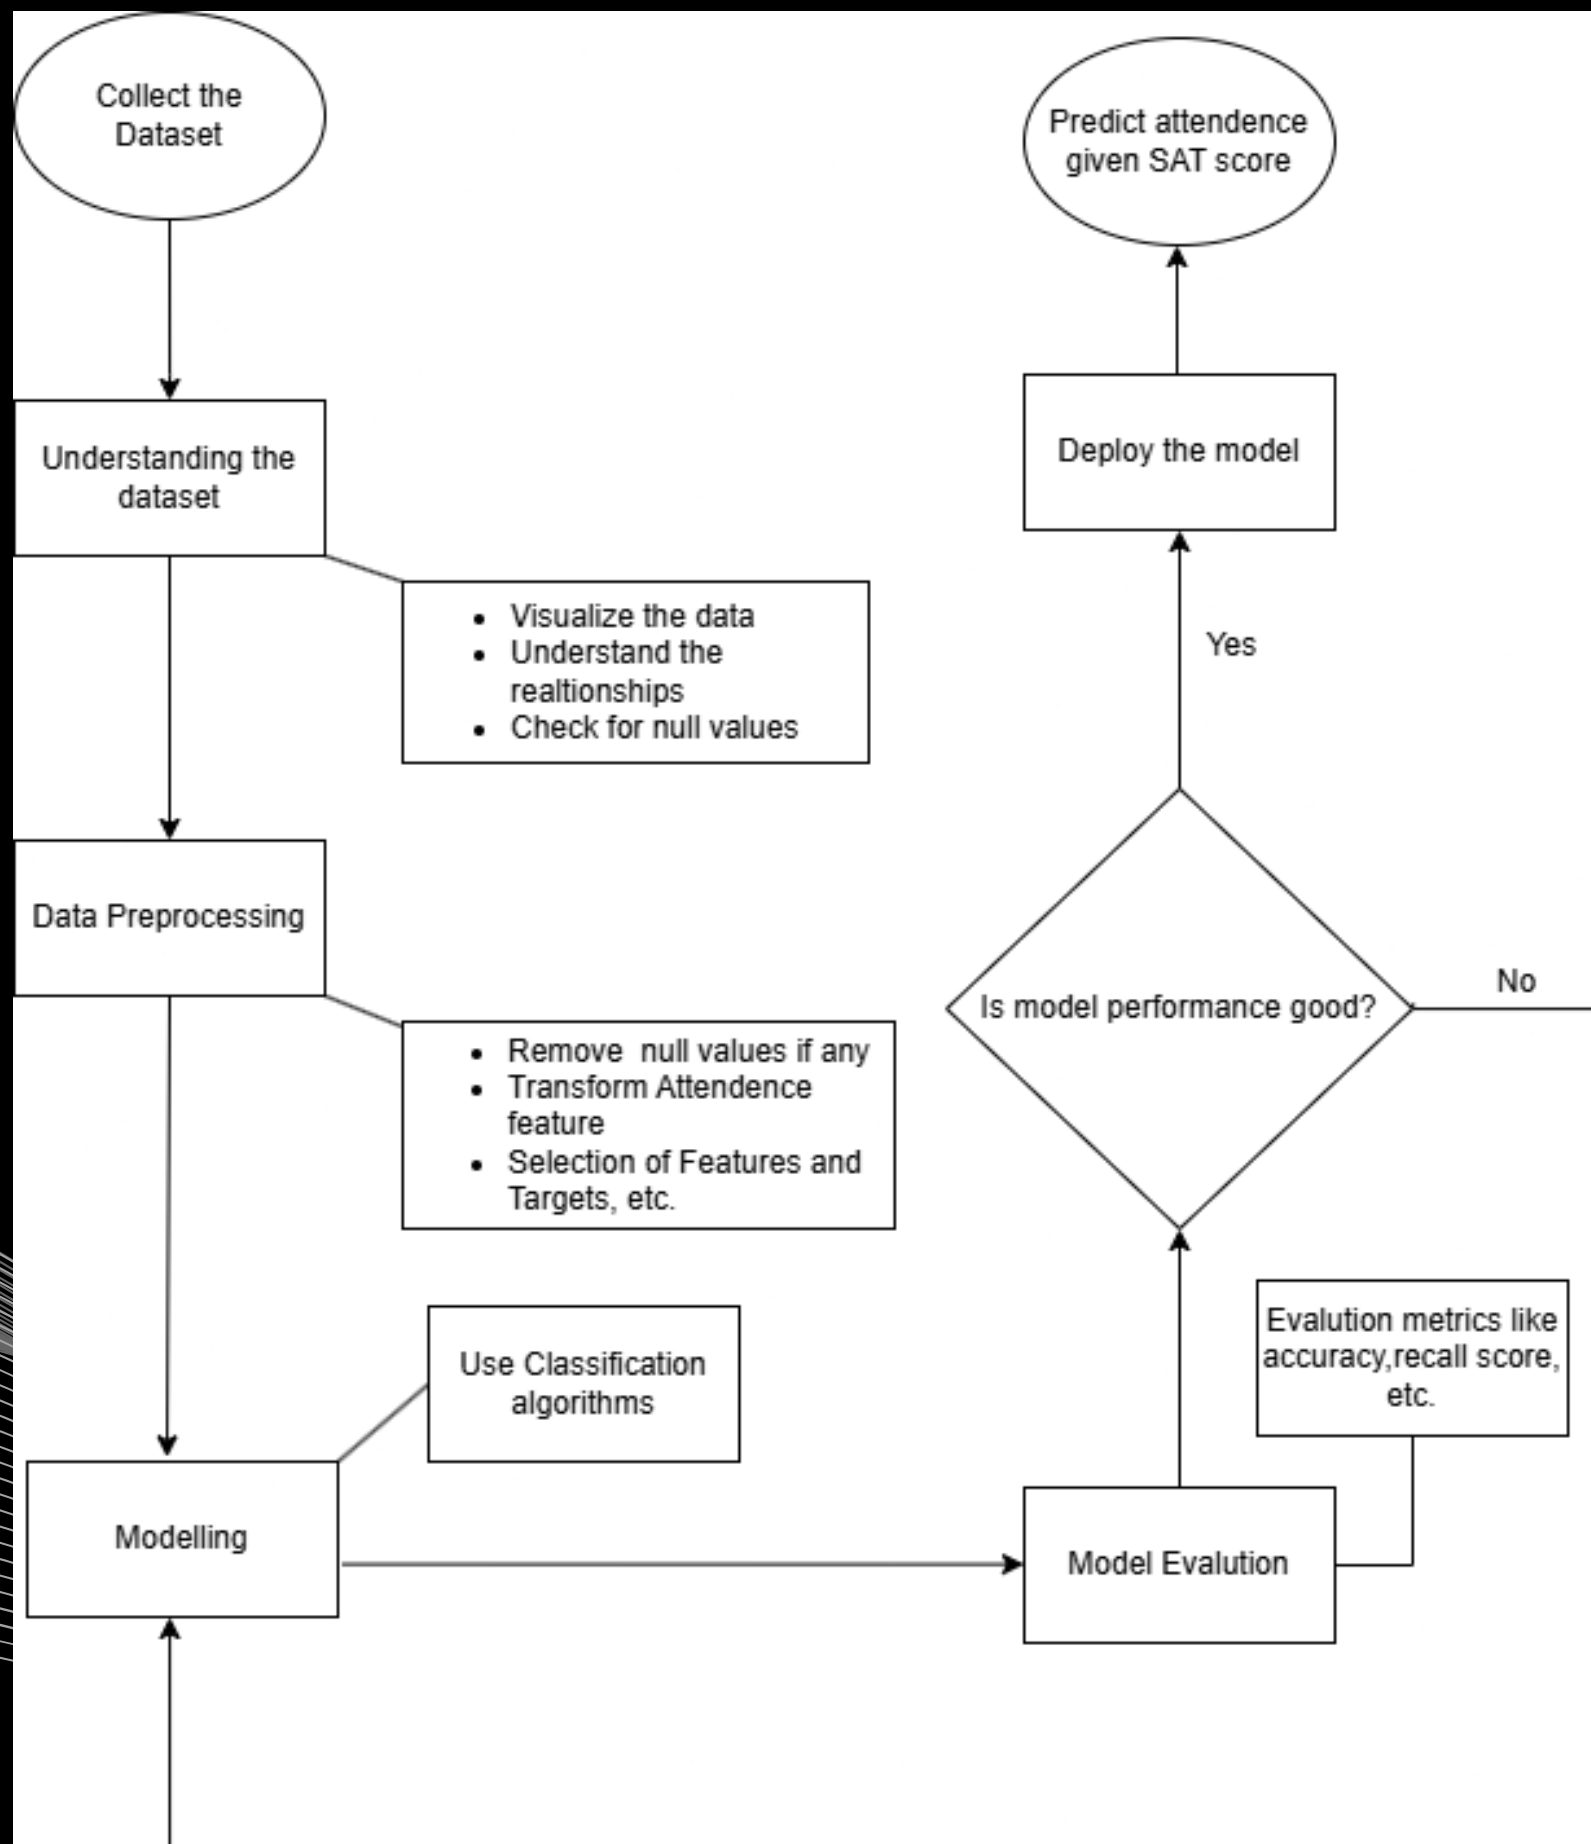 Collect the
Dataset
Understanding the
dataset
• Visualize the data
• Understand the
realtionships
• Check for null values
Data Preprocessing
• Remove  null values if any
• Transform Attendence
feature
• Selection of Features and
Targets, etc.
Use Classification
algorithms
Modelling
Model Evalution
Evalution metrics like
accuracy,recall score,
etc.
Is model performance good?
No
Yes
Deploy the model
Predict attendence
given SAT score